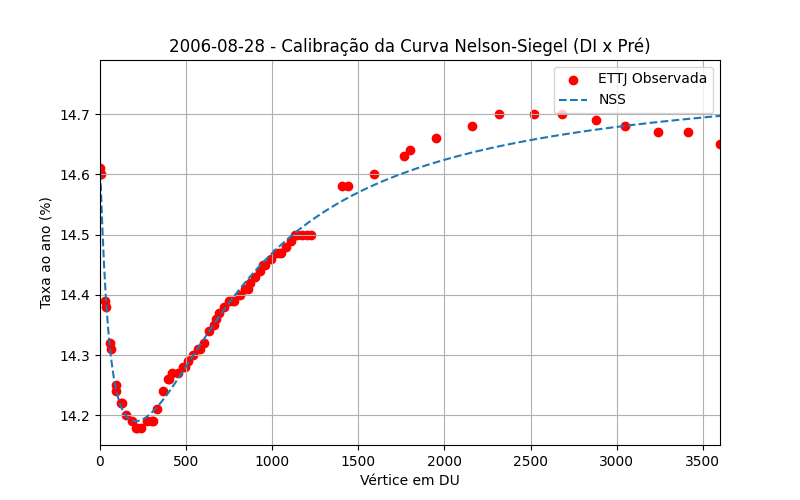 2006-08-28 - Calibração da Curva Nelson-Siegel (DI x Pré)
ETTJ Observada
NSS
Taxa ao ano (%)
14.7
14.6
14.5
14.4
14.3
14.2
0 500 1000 1500 2000 2500 3000 3500
Vértice em DU